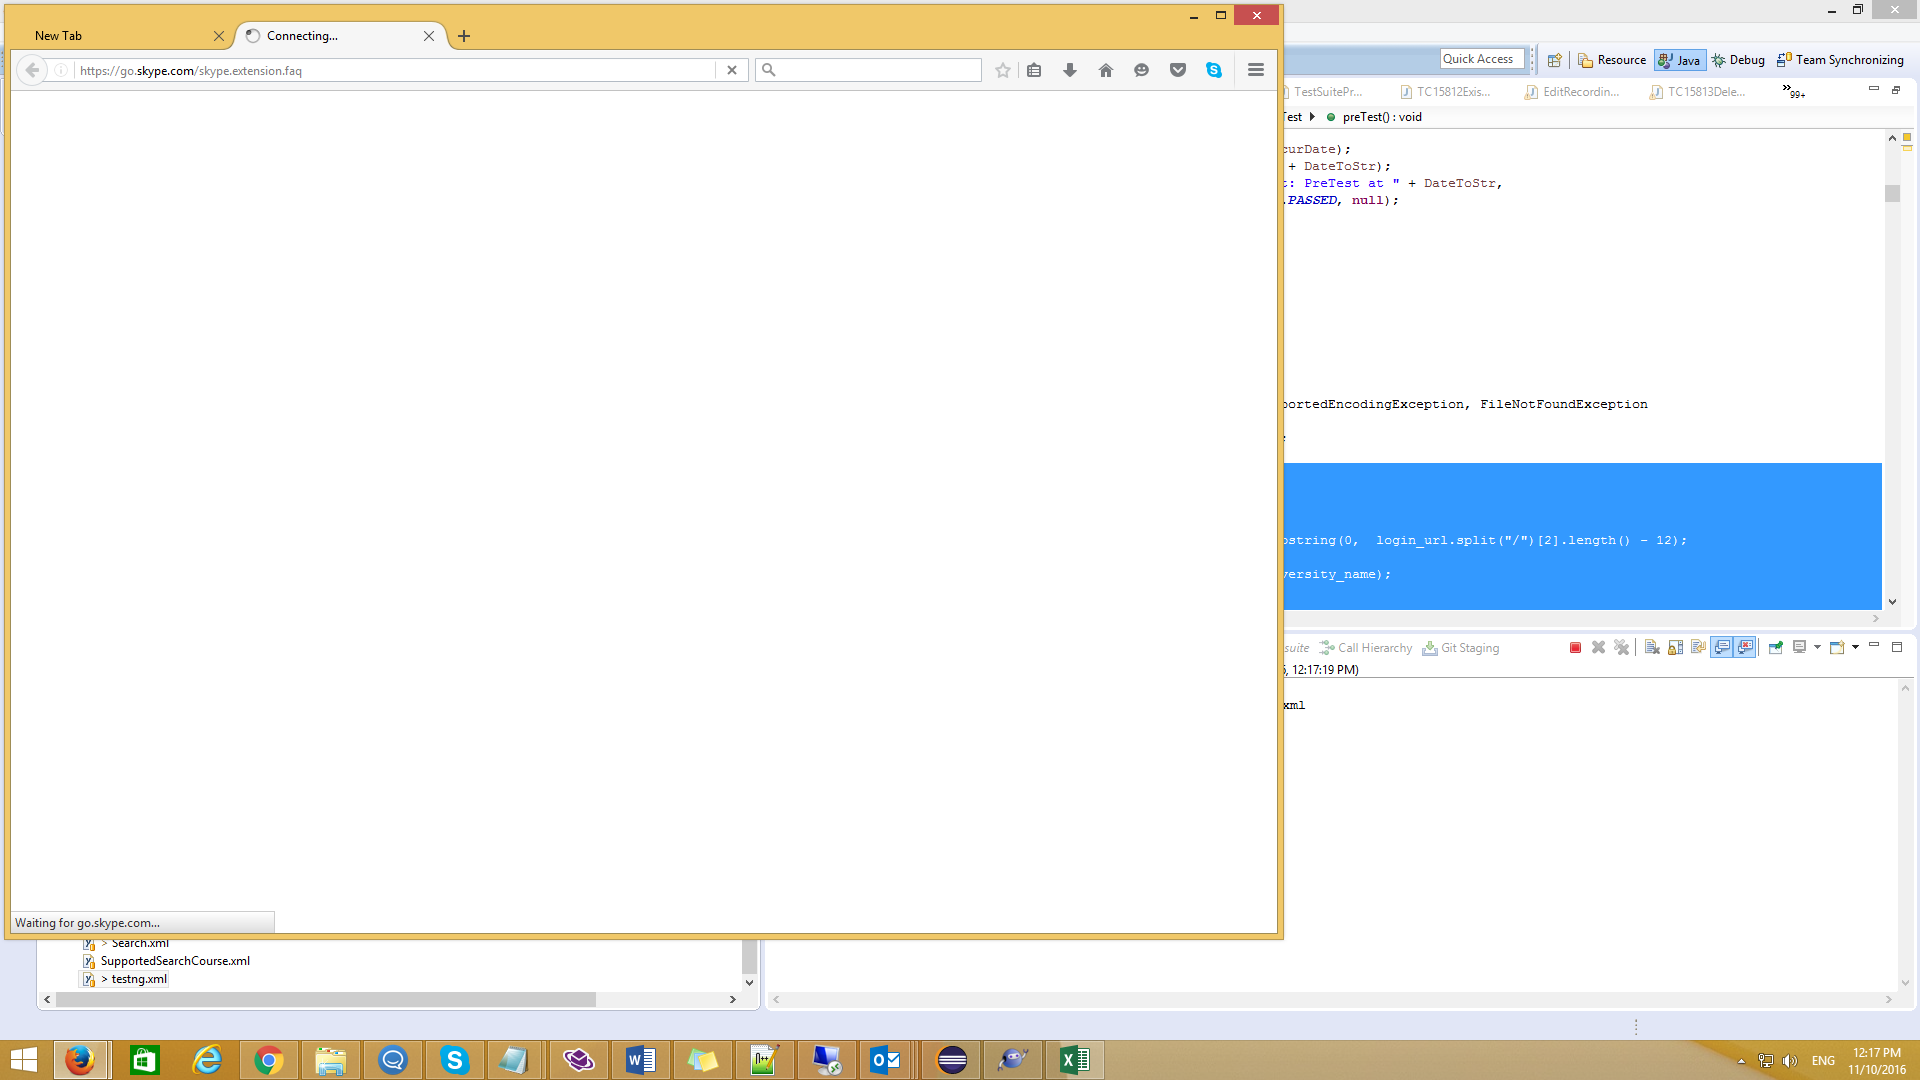 New Tab
Connecting...
https://go.skype.com/skype.extension.faq
Quick Access
Resource
Java
Debug
Team Synchronizing
TestSuitePr...
TC15812Exis...
EditRecordin...
TC15813Dele...
99+
Test
preTest() : void
curDate);
+ DateToStr);
t: PreTest at " + DateToStr,
.PASSED, null);
portedEncodingException, FileNotFoundException
;
bstring(0,  login_url.split("/")[2].length() - 12);
versity_name);
suite
Call Hierarchy
Git Staging
6, 12:17:19 PM)
xml
Waiting for go.skype.com...
> Search.xml
SupportedSearchCourse.xml
> testng.xml
ENG
12:17 PM
11/10/2016